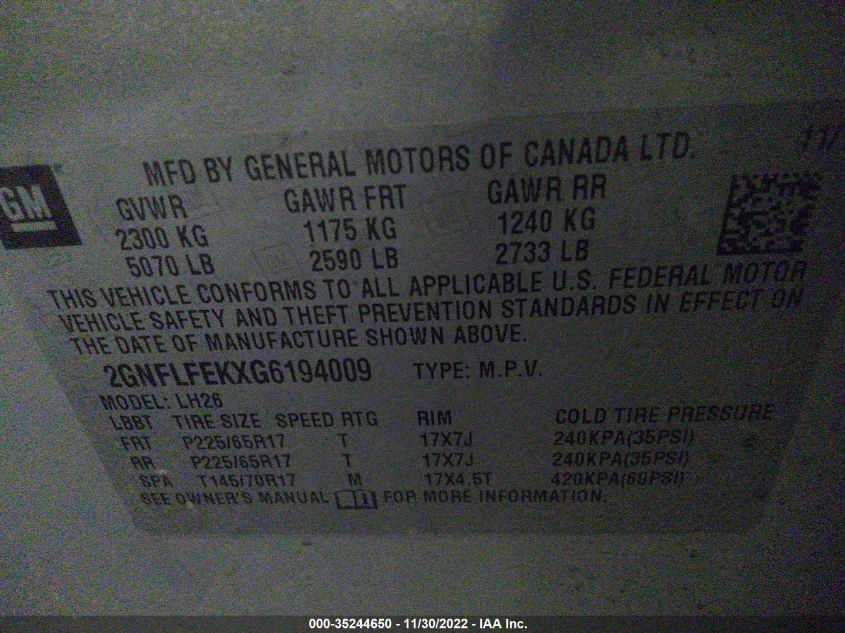 MFD BY GENERAL MOTORS OF CANADA LTD. 11/
GM
GVWR GAWR FRT GAWR RR
2300 KG 1175 KG 1240 KG
5070 LB 2590 LB 2733 LB
THIS VEHICLE CONFORMS TO ALL APPLICABLE U.S. FEDERAL MOTOR
VEHICLE SAFETY AND THEFT PREVENTION STANDARDS IN EFFECT ON
THE DATE OF MANUFACTURE SHOWN ABOVE.
2GNFLFEKXG6194009 TYPE: M.P.V.
MODEL: LH26
LBBT TIRE SIZE SPEED RTG RIM COLD TIRE PRESSURE
FRT P225/65R17 T 17X7J 240KPA(35PSI)
RR P225/65R17 T 17X7J 240KPA(35PSI)
SPA T145/70R17 M 17X4.5T 420KPA(60PSI)
SEE OWNER'S MANUAL FOR MORE INFORMATION.
000-35244650 - 11/30/2022 - IAA Inc.